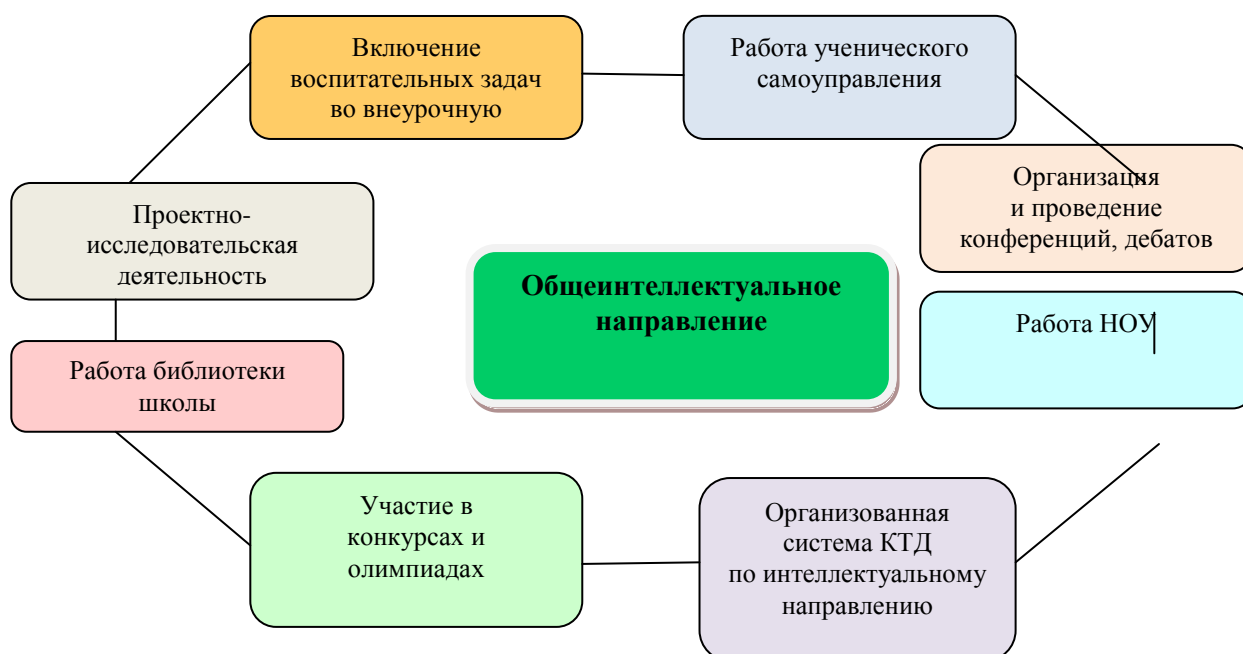 Включение
воспитательных задач
во внеурочную
Работа ученического
самоуправления
Организация
и проведение
конференций, дебатов
Проектно-
исследовательская
деятельность
Общеинтеллектуальное
направление
Работа НОУ
Работа библиотеки
школы
Участие в
конкурсах и
олимпиадах
Организованная
система КТД
по интеллектуальному
направлению